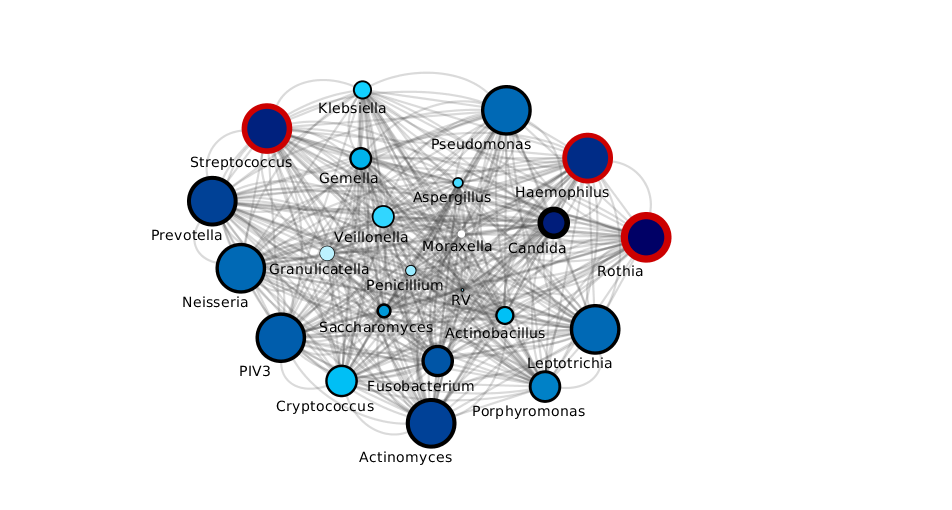 Klebsiella
Pseudomonas
Streptococcus
Gemella
Haemophilus
Aspergillus
Prevotella
Veillonella
Moraxella
Candida
Granulicatella
Rothia
Penicillium
Neisseria
RV
Saccharomyces
Actinobacillus
Leptotrichia
PIV3
Fusobacterium
Cryptococcus
Porphyromonas
Actinomyces